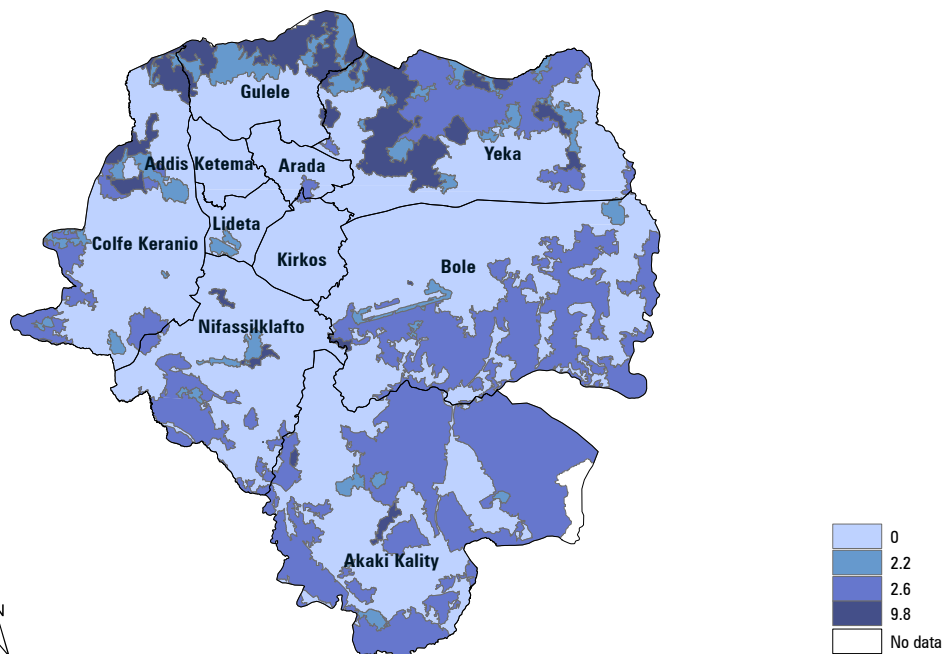 Gulele
Addis Ketema
Arada
Yeka
Lideta
Colfe Keranio
Kirkos
Bole
Nifassilklafto
Akaki Kality
0
2.2
2.6
9.8
No data
N